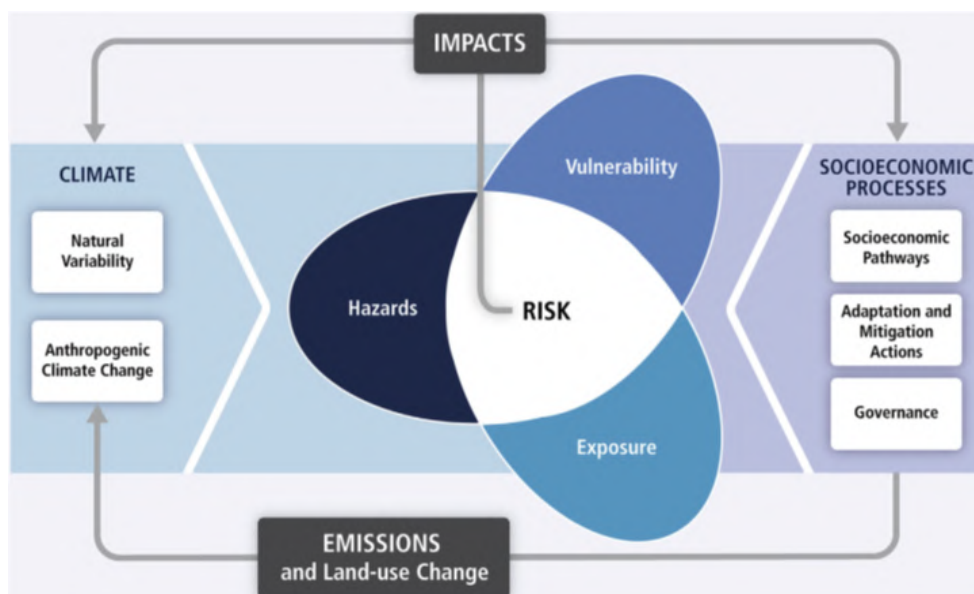 IMPACTS
CLIMATE
Natural
Variability
Anthropogenic
Climate Change
Vulnerability
Hazards
RISK
Exposure
SOCIOECONOMIC
PROCESSES
Socioeconomic
Pathways
Adaptation and
Mitigation
Actions
Governance
EMISSIONS
and Land-use Change